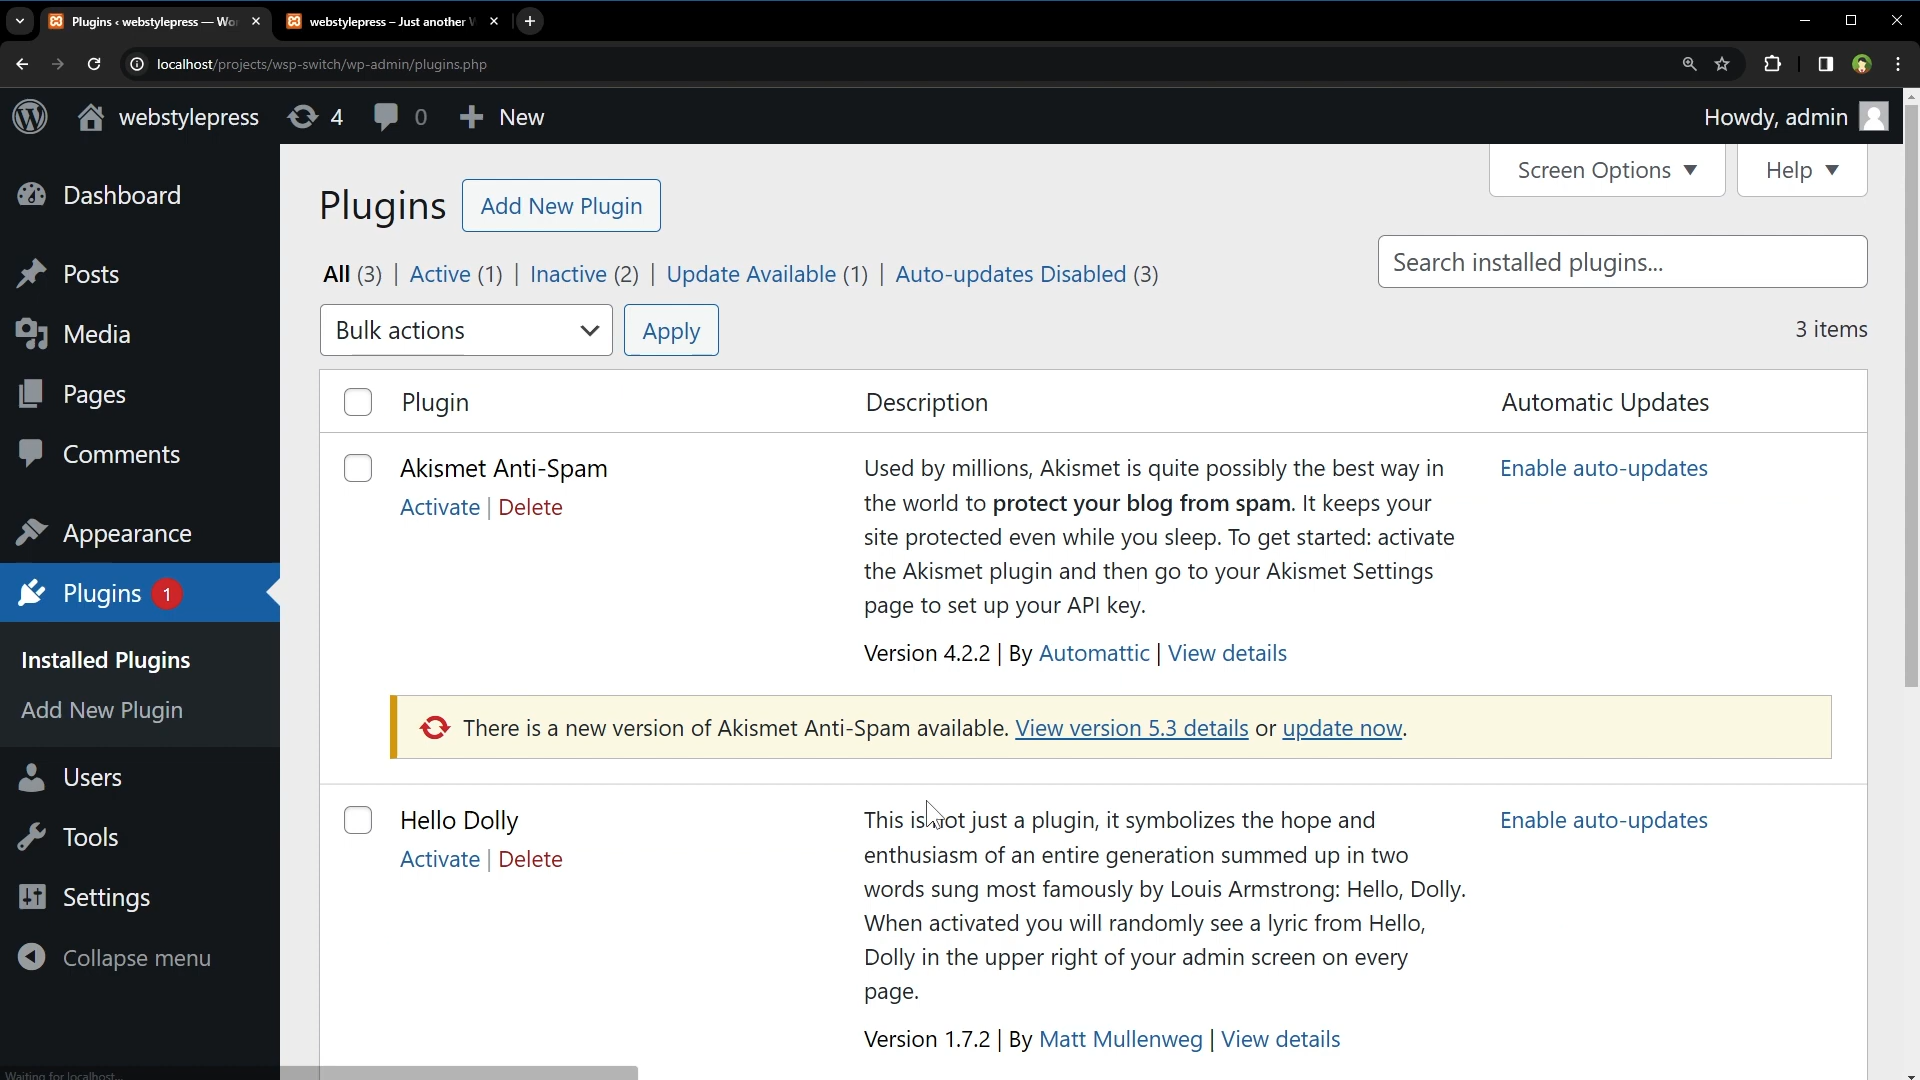 Plugins ‹ webstylepress — Wo
webstylepress – Just another
localhost/projects/wsp-switch/wp-admin/plugins.php
webstylepress
4
0
New
Howdy, admin
Dashboard
Posts
Media
Pages
Comments
Appearance
Plugins 1
Installed Plugins
Add New Plugin
Users
Tools
Settings
Collapse menu
Screen Options
Help
Plugins
Add New Plugin
All (3) | Active (1) | Inactive (2) | Update Available (1) | Auto-updates Disabled (3)
Search installed plugins...
Bulk actions
Apply
3 items
Plugin
Description
Automatic Updates
Akismet Anti-Spam
Activate | Delete
Used by millions, Akismet is quite possibly the best way in
the world to protect your blog from spam. It keeps your
site protected even while you sleep. To get started: activate
the Akismet plugin and then go to your Akismet Settings
page to set up your API key.
Version 4.2.2 | By Automattic | View details
Enable auto-updates
There is a new version of Akismet Anti-Spam available. View version 5.3 details or update now.
Hello Dolly
Activate | Delete
This is not just a plugin, it symbolizes the hope and
enthusiasm of an entire generation summed up in two
words sung most famously by Louis Armstrong: Hello, Dolly.
When activated you will randomly see a lyric from Hello,
Dolly in the upper right of your admin screen on every
page.
Version 1.7.2 | By Matt Mullenweg | View details
Enable auto-updates
Waiting for localhost...